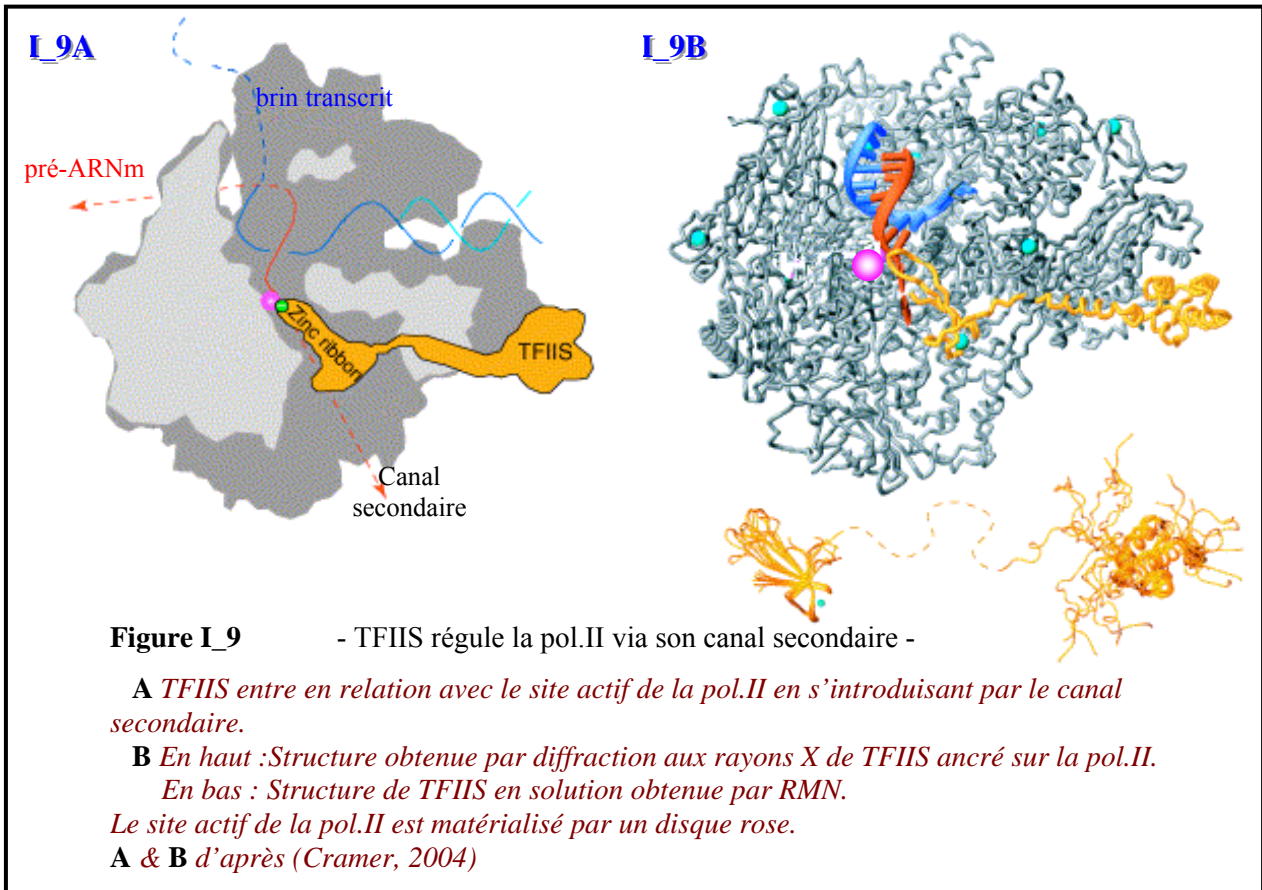 I_9A
I_9B
brin transcrit
pré-ARNm
Zinc ribbon
TFIIS
Canal
secondaire
Figure I_9 - TFIIS régule la pol.II via son canal secondaire -
A TFIIS entre en relation avec le site actif de la pol.II en s'introduisant par le canal
secondaire.
B En haut :Structure obtenue par diffraction aux rayons X de TFIIS ancré sur la pol.II.
En bas : Structure de TFIIS en solution obtenue par RMN.
Le site actif de la pol.II est matérialisé par un disque rose.
A & B d'après (Cramer, 2004)